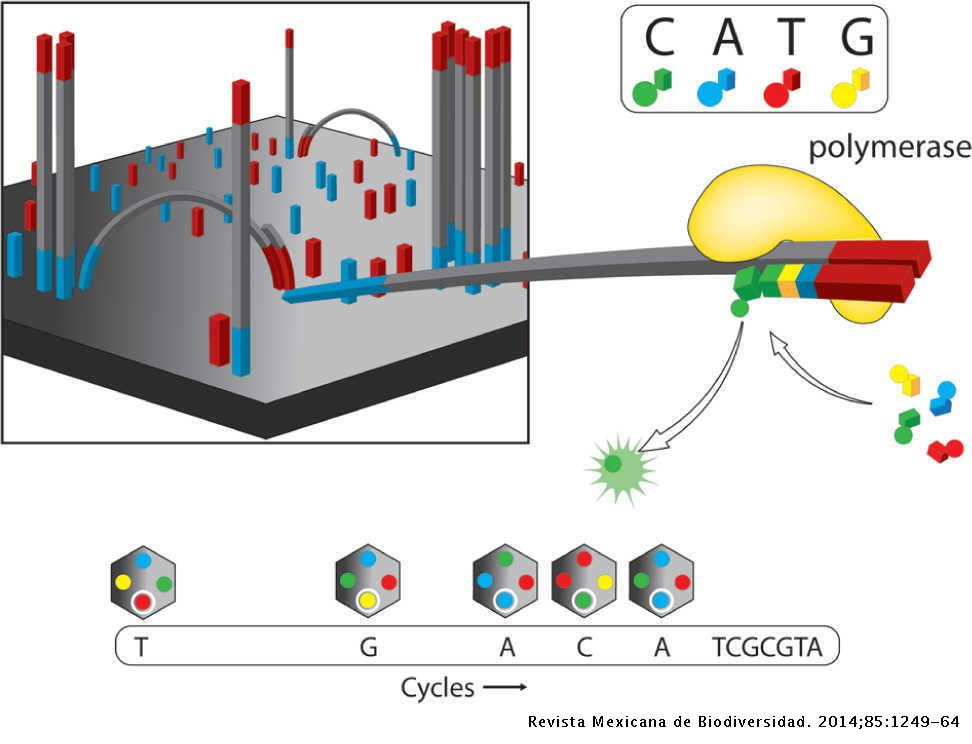 C A T G
polymerase
T G A C A TCGCGTA
Cycles
Revista Mexicana de Biodiversidad. 2014;85:1249-64